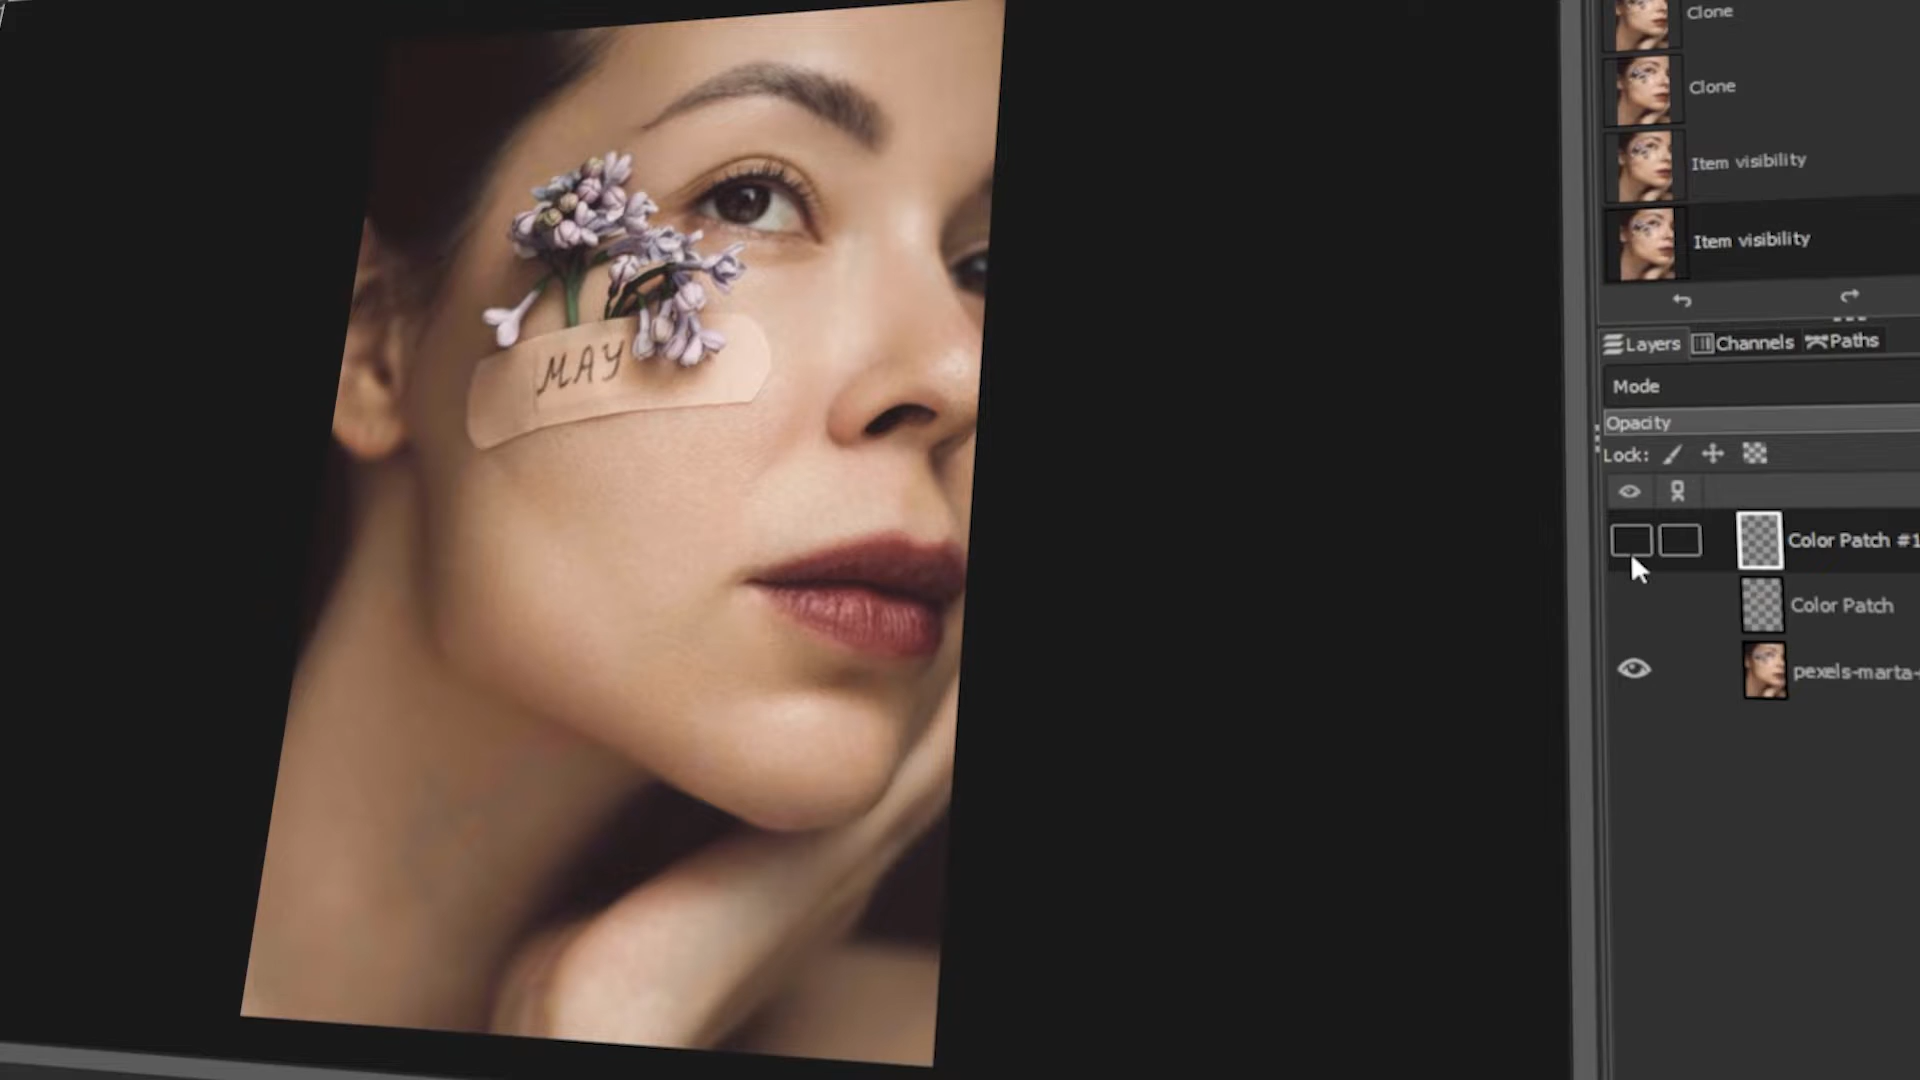 Clone
Clone
Item visibility
Item visibility
MAY
Layers Channels Paths
Mode
Opacity
Lock:
Color Patch #1
Color Patch
pexels-marta-